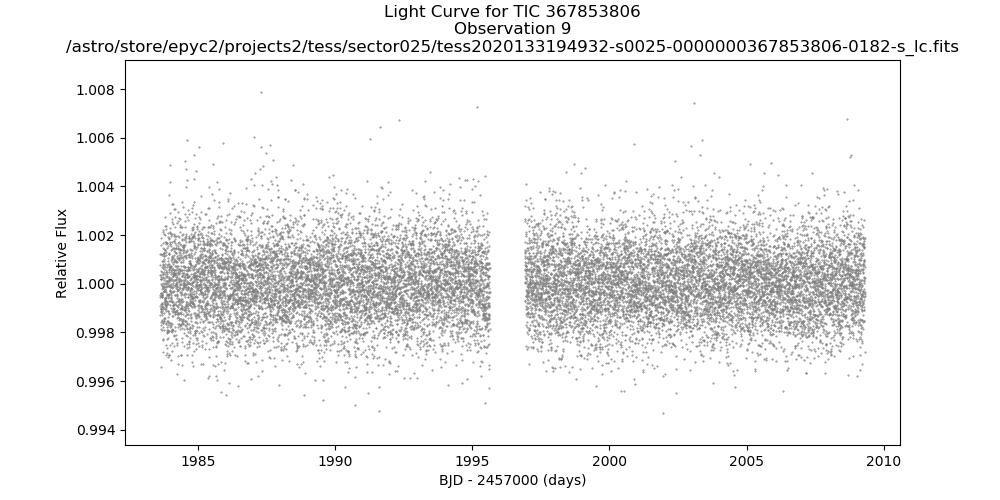 Light Curve for TIC 367853806
Observation 9
/astro/store/epyc2/projects2/tess/sector025/tess2020133194932-s0025-0000000367853806-0182-s_lc.fits
1.008
1.006
1.004
1.002
1.000
0.998
0.996
0.994
Relative Flux
1985
1990
1995
2000
2005
2010
BJD - 2457000 (days)